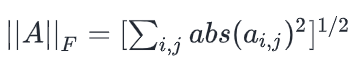 ||A||_F = [∑_{i,j} abs(a_{i,j})^2]^{1/2}